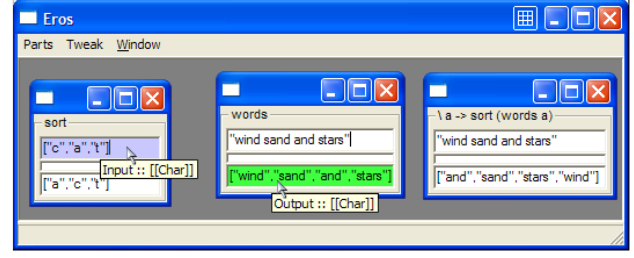 Eros
Parts Tweak Window
sort
["c","a","t"]
Input :: [[Char]]
["a","c","t"]
words
"wind sand and stars"
["wind","sand","and","stars"]
Output :: [[Char]]
\ a -> sort (words a)
"wind sand and stars"
["and","sand","stars","wind"]